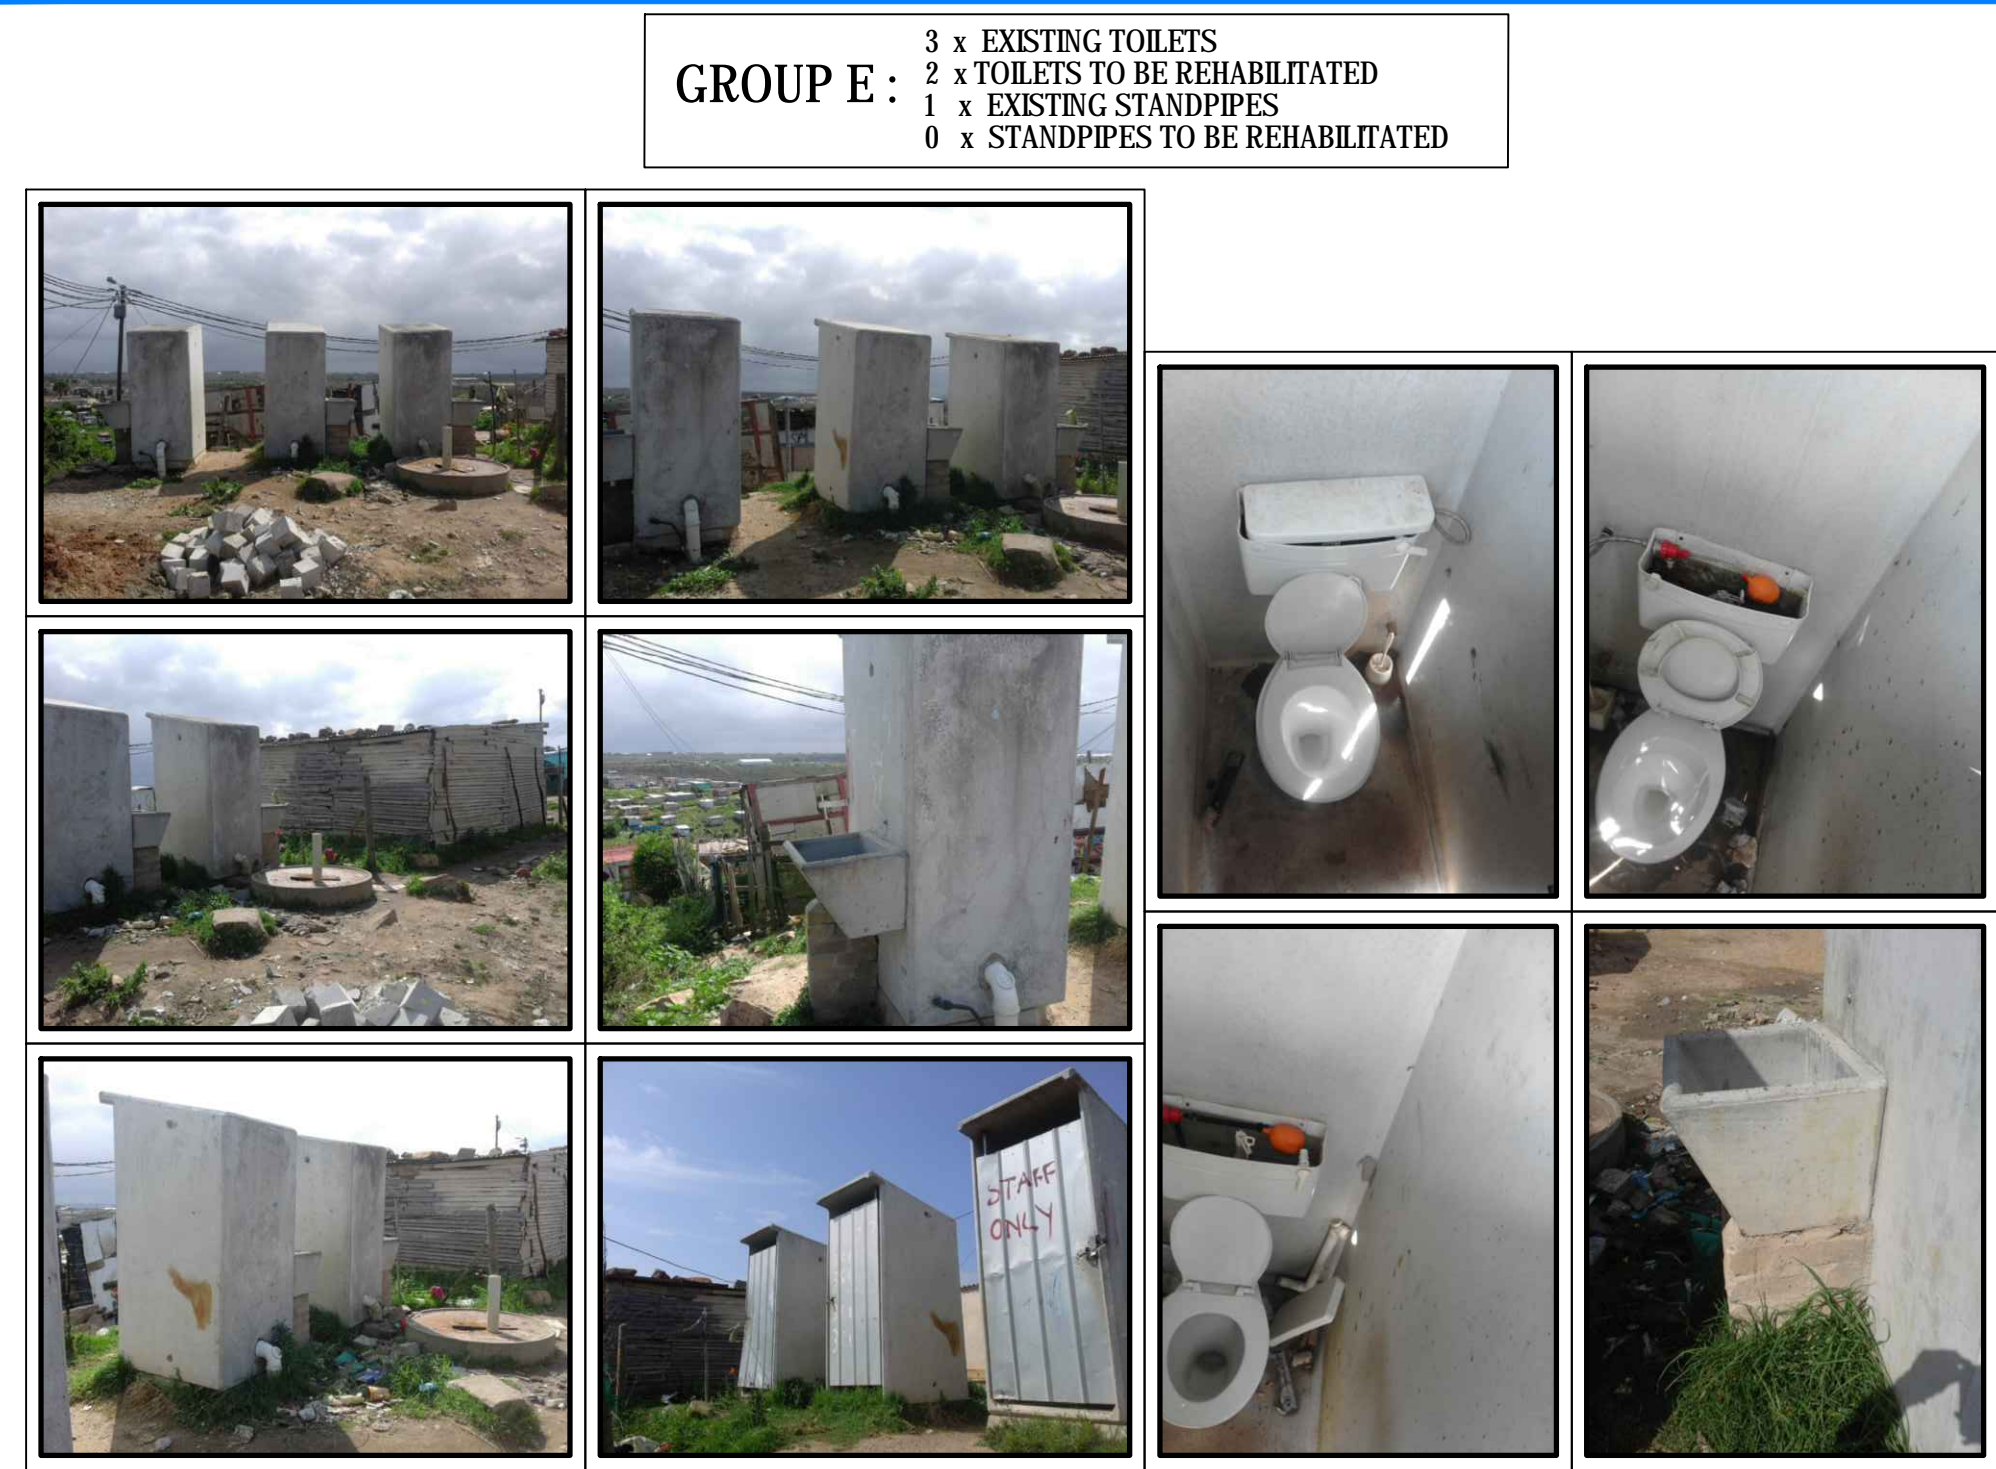 GROUP E :
3 x EXISTING TOILETS
2 x TOILETS TO BE REHABILITATED
1 x EXISTING STANDPIPES
0 x STANDPIPES TO BE REHABILITATED
STAFF
ONLY